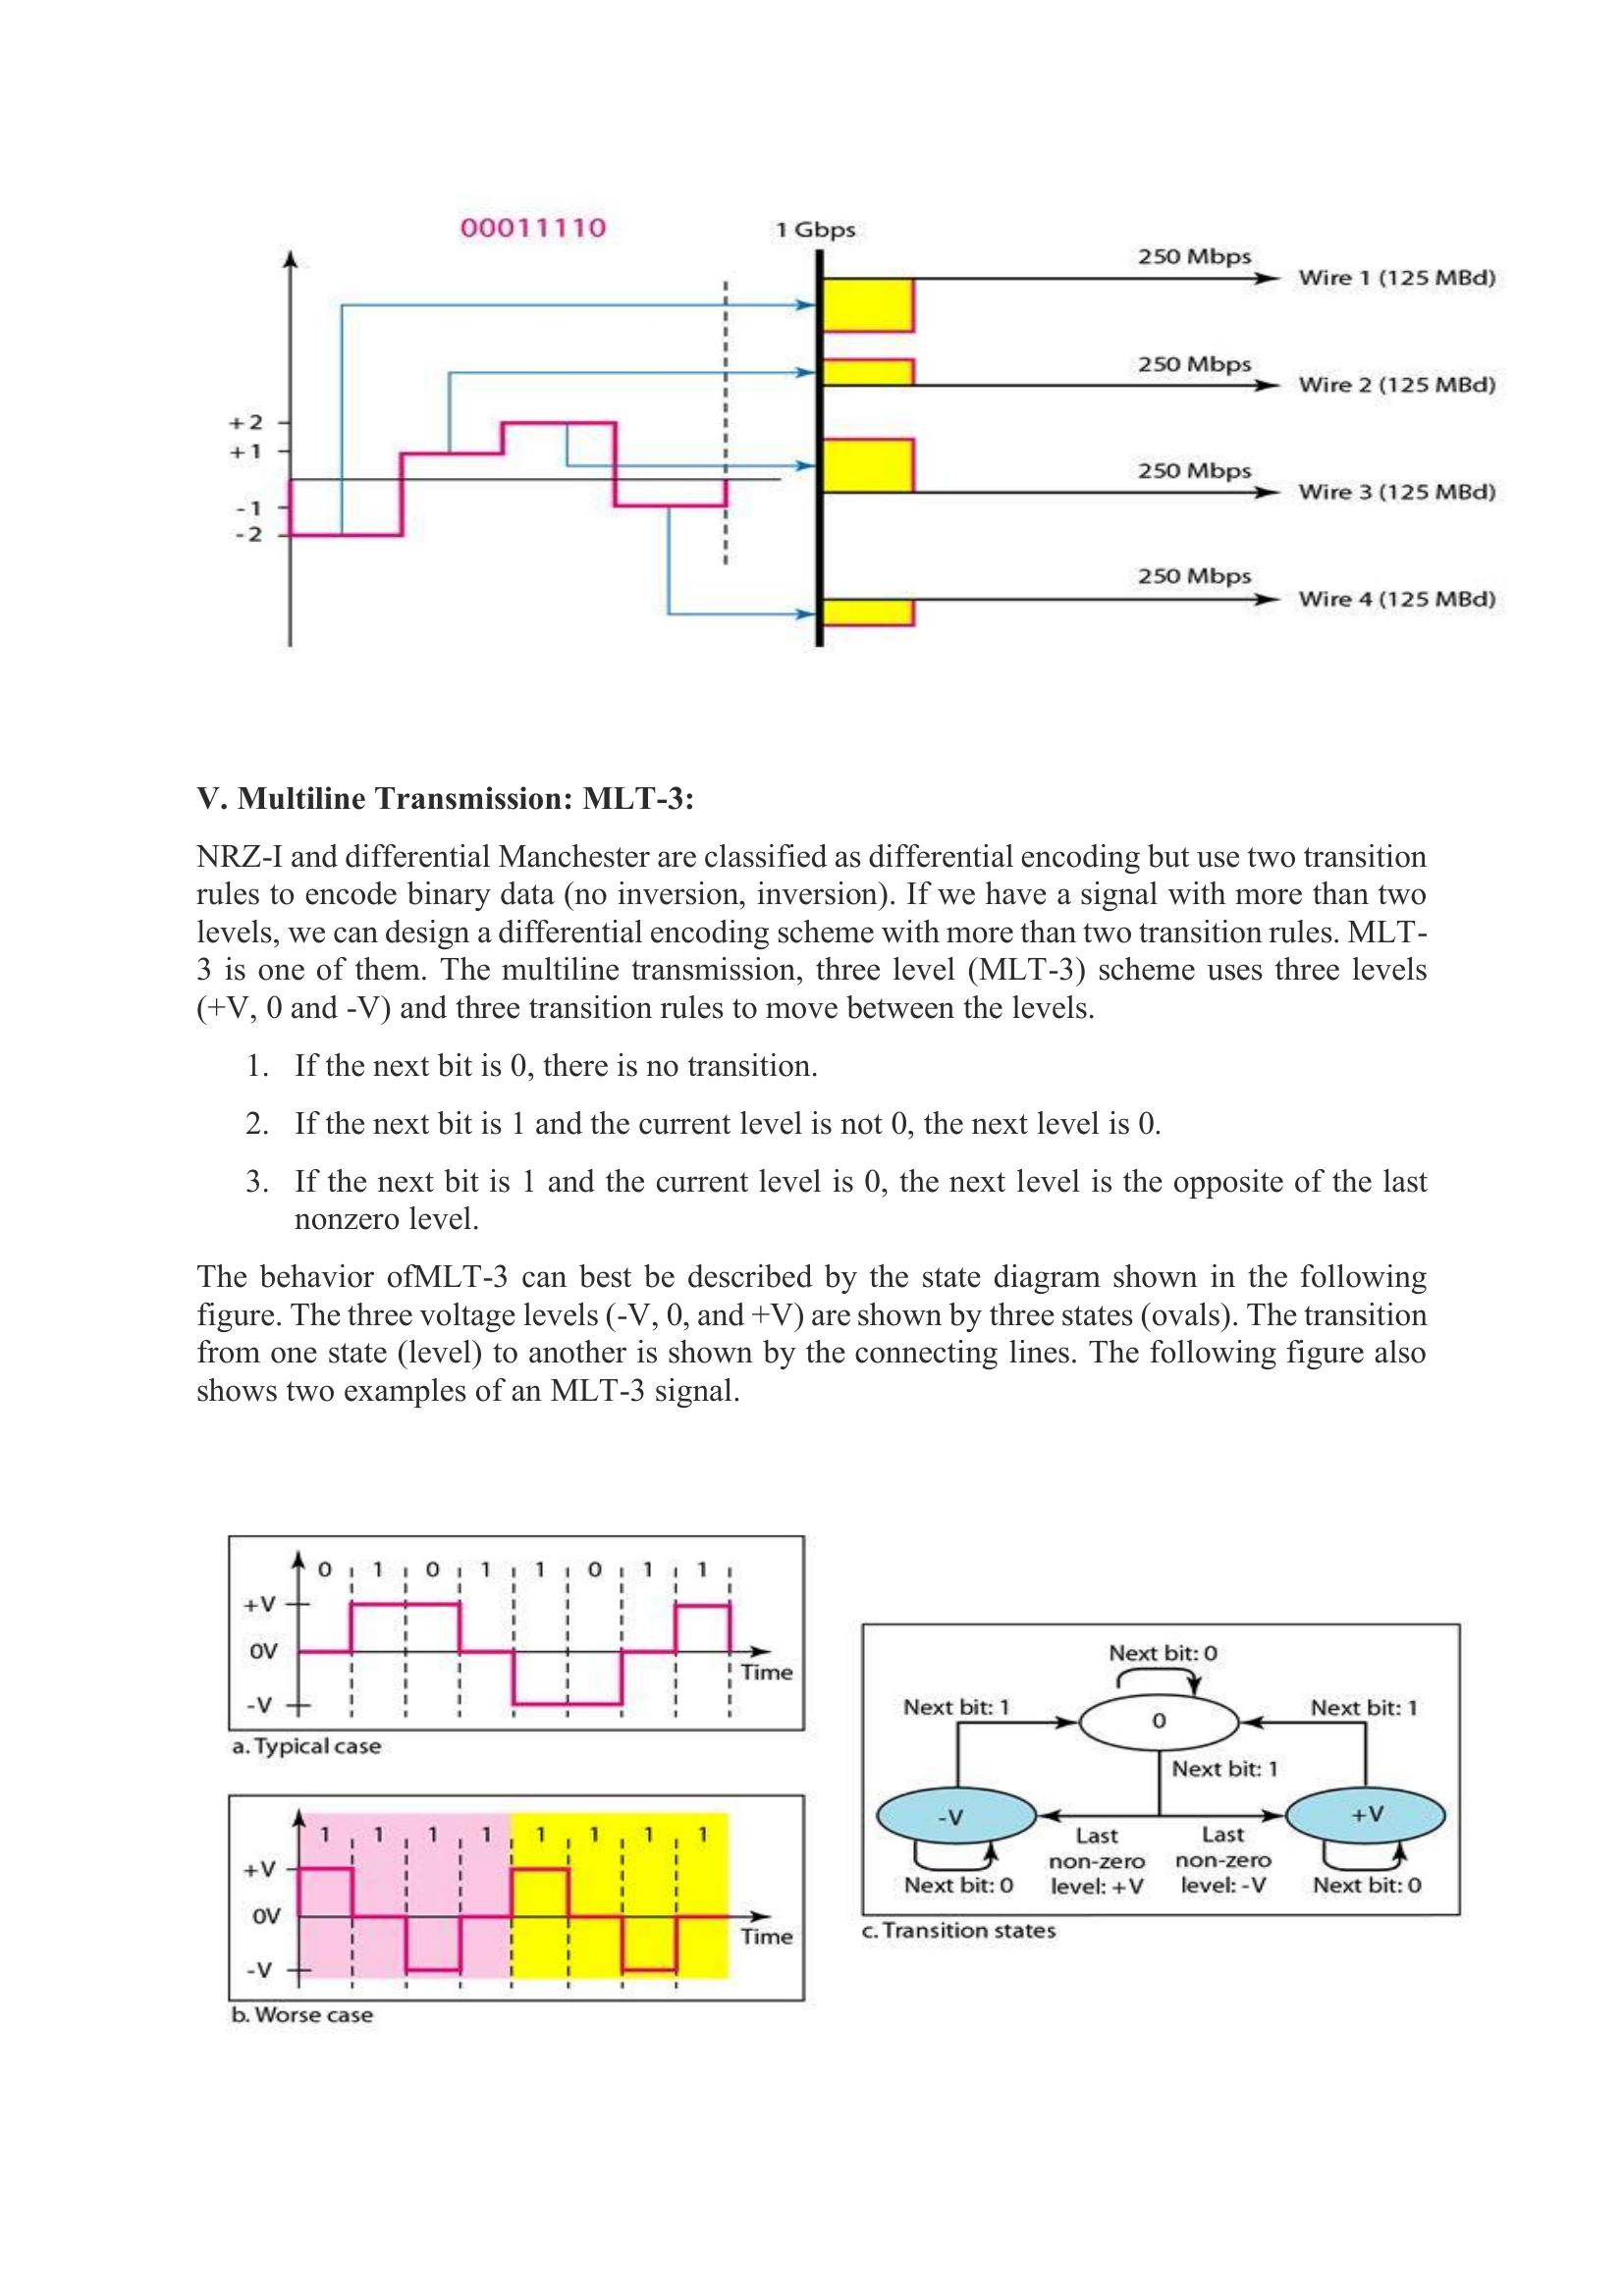 00011110
1 Gbps
250 Mbps
Wire 1 (125 MBd)
250 Mbps
Wire 2 (125 MBd)
+2
+1
250 Mbps
Wire 3 (125 MBd)
-1
-2
250 Mbps
Wire 4 (125 MBd)
V. Multiline Transmission: MLT-3:
NRZ-I and differential Manchester are classified as differential encoding but use two transition
rules to encode binary data (no inversion, inversion). If we have a signal with more than two
levels, we can design a differential encoding scheme with more than two transition rules. MLT-
3 is one of them. The multiline transmission, three level (MLT-3) scheme uses three levels
(+V, 0 and -V) and three transition rules to move between the levels.
1. If the next bit is 0, there is no transition.
2. If the next bit is 1 and the current level is not 0, the next level is 0.
3. If the next bit is 1 and the current level is 0, the next level is the opposite of the last
nonzero level.
The behavior ofMLT-3 can best be described by the state diagram shown in the following
figure. The three voltage levels (-V, 0, and +V) are shown by three states (ovals). The transition
from one state (level) to another is shown by the connecting lines. The following figure also
shows two examples of an MLT-3 signal.
0 1 0 1 1 0 1 1
+V
0V
Time
-V
a. Typical case
1 1 1 1 1 1 1 1
+V
0V
Time
-V
b. Worse case
Next bit: 0
Next bit: 1
0
Next bit: 1
Next bit: 1
-V
+V
Last
non-zero
level: +V
Last
non-zero
level: -V
Next bit: 0
Next bit: 0
c. Transition states